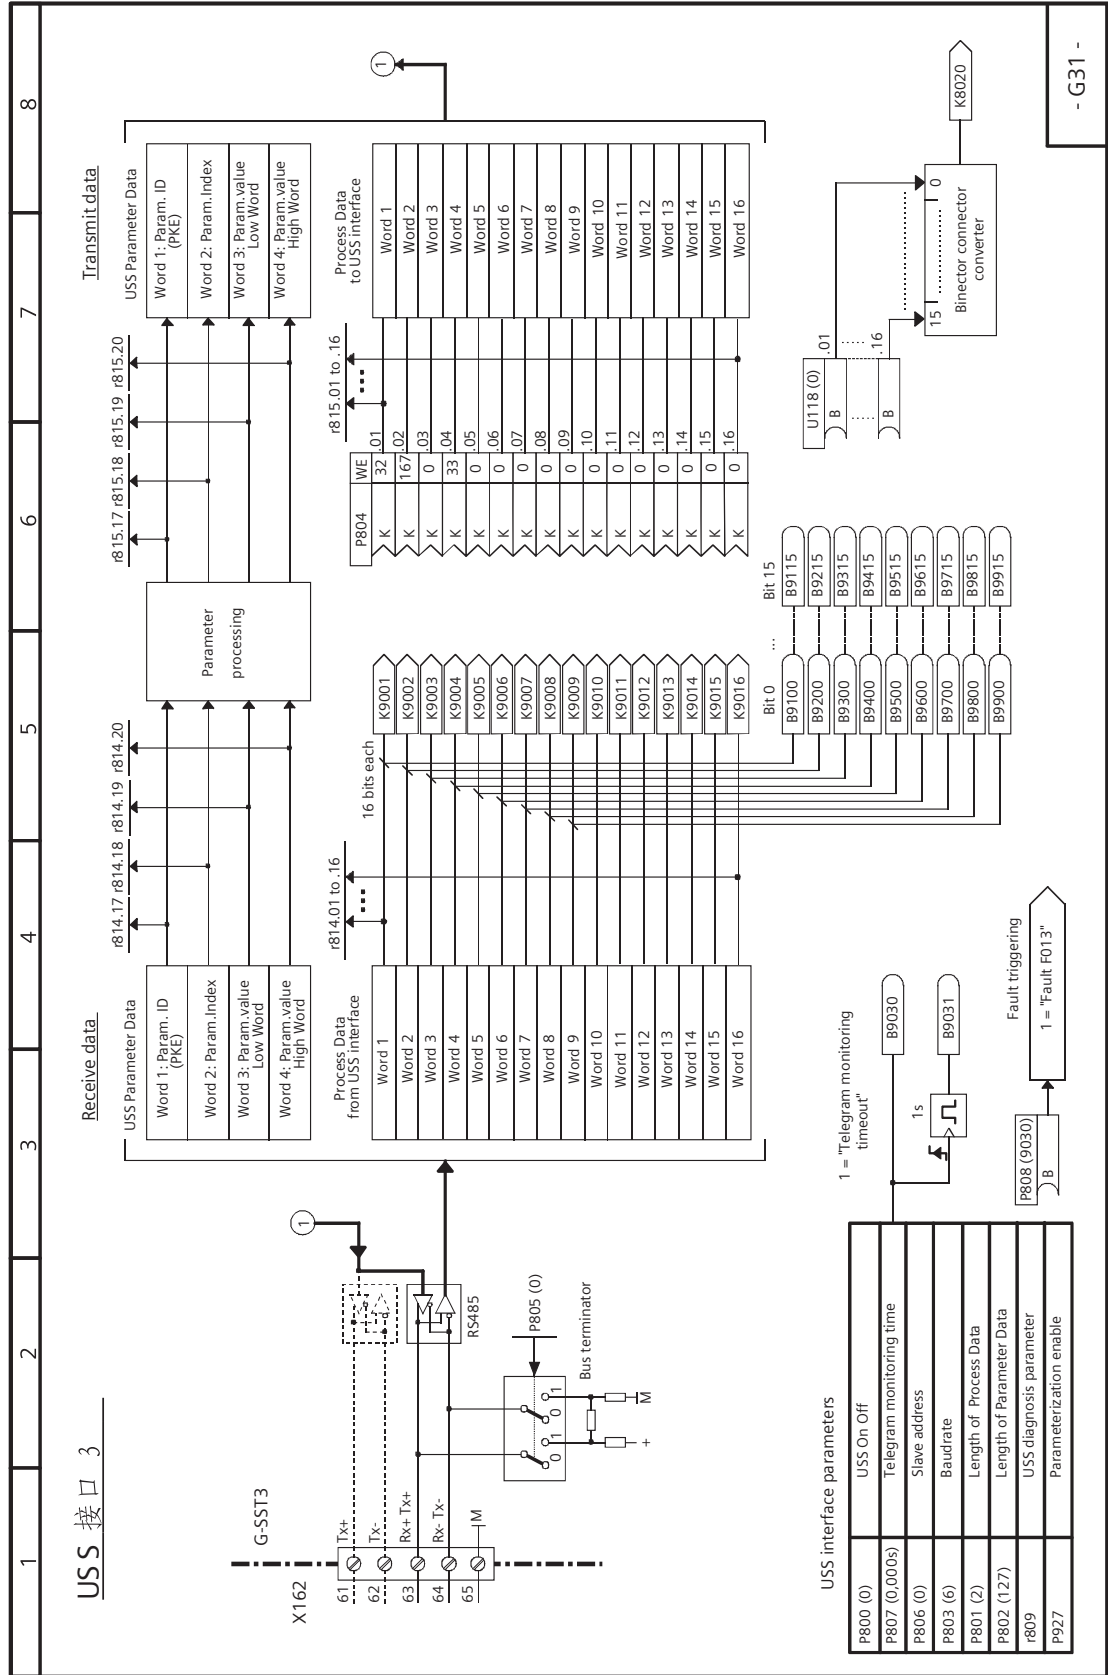 1 2 3 4 5 6 7 8
USS 接口 3
G-SST3
X162
61 Tx+
62 Tx-
63 Rx+ Tx+
64 Rx- Tx-
65 M
1
RS485
P805 (0)
0 1 0 1
Bus terminator
+ M
Receive data
USS Parameter Data
Word 1: Param. ID
(PKE)
Word 2: Param.Index
Word 3: Param.value
Low Word
Word 4: Param.value
High Word
r814.17 r814.18 r814.19 r814.20
Parameter
processing
r815.17 r815.18 r815.19 r815.20
Transmit data
USS Parameter Data
Word 1: Param. ID
(PKE)
Word 2: Param.Index
Word 3: Param.value
Low Word
Word 4: Param.value
High Word
Process Data
from USS interface
Word 1
Word 2
Word 3
Word 4
Word 5
Word 6
Word 7
Word 8
Word 9
Word 10
Word 11
Word 12
Word 13
Word 14
Word 15
Word 16
r814.01 to .16
16 bits each
K9001
K9002
K9003
K9004
K9005
K9006
K9007
K9008
K9009
K9010
K9011
K9012
K9013
K9014
K9015
K9016
P804 WE
K 32 .01
K 167 .02
K 0 .03
K 33 .04
K 0 .05
K 0 .06
K 0 .07
K 0 .08
K 0 .09
K 0 .10
K 0 .11
K 0 .12
K 0 .13
K 0 .14
K 0 .15
K 0 .16
r815.01 to .16
Process Data
to USS interface
Word 1
Word 2
Word 3
Word 4
Word 5
Word 6
Word 7
Word 8
Word 9
Word 10
Word 11
Word 12
Word 13
Word 14
Word 15
Word 16
1
Bit 0 ... Bit 15
B9100 B9115
B9200 B9215
B9300 B9315
B9400 B9415
B9500 B9515
B9600 B9615
B9700 B9715
B9800 B9815
B9900 B9915
U118 (0)
B .01
B .16
15 0
Binector connector
converter
K8020
USS interface parameters
P800 (0) USS On Off
P807 (0,000s) Telegram monitoring time
P806 (0) Slave address
P803 (6) Baudrate
P801 (2) Length of Process Data
P802 (127) Length of Parameter Data
r809 USS diagnosis parameter
P927 Parameterization enable
1 = "Telegram monitoring
timeout"
B9030
1s
B9031
P808 (9030)
B
Fault triggering
1 = "Fault F013"
- G31 -